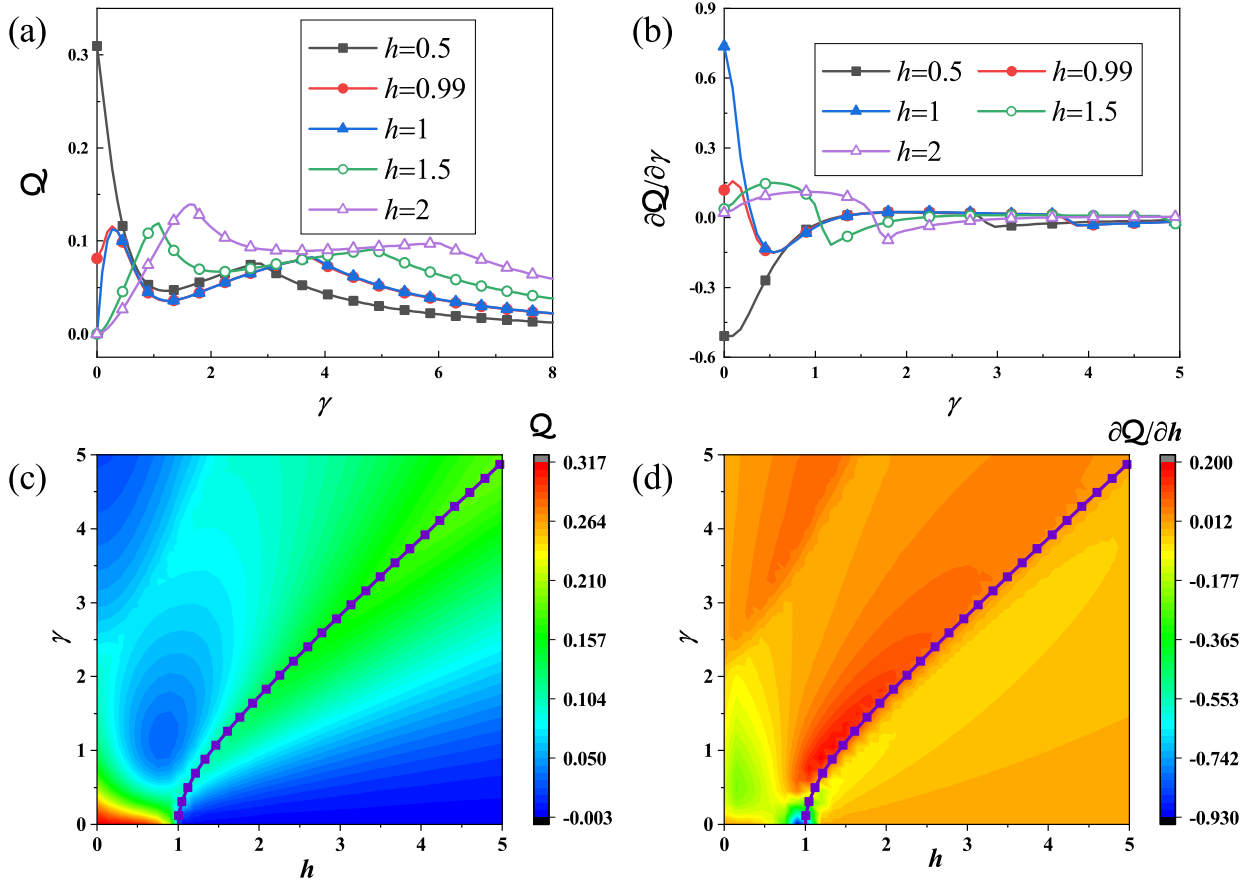 (a)
0.3
0.2
0.1
0.0
Q
0 2 4 6 8
γ
h=0.5
h=0.99
h=1
h=1.5
h=2
(b)
0.9
0.6
0.3
0.0
-0.3
-0.6
∂Q/∂γ
0 1 2 3 4 5
γ
h=0.5 h=0.99
h=1 h=1.5
h=2
(c)
5
4
3
2
1
0
γ
0 1 2 3 4 5
h
Q
0.317
0.264
0.210
0.157
0.104
0.050
-0.003
(d)
5
4
3
2
1
0
γ
0 1 2 3 4 5
h
∂Q/∂h
0.200
0.012
-0.177
-0.365
-0.553
-0.742
-0.930